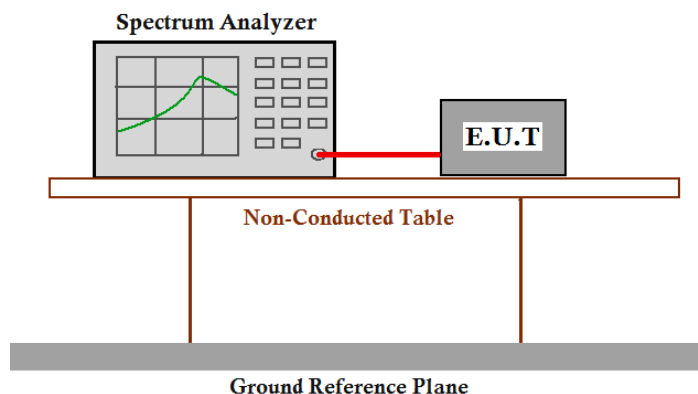 Spectrum Analyzer
E.U.T
Non-Conducted Table
Ground Reference Plane